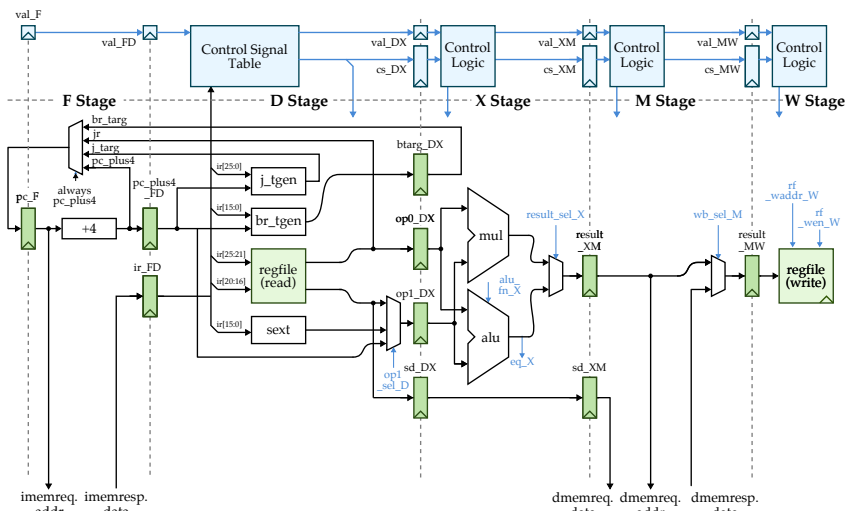 val_F
val_FD
Control Signal
Table
val_DX
cs_DX
Control
Logic
val_XM
cs_XM
Control
Logic
val_MW
cs_MW
Control
Logic
F Stage
D Stage
X Stage
M Stage
W Stage
br_targ
jr
j_targ
pc_plus4
always
pc_plus4
pc_F
+4
pc_plus4
_FD
ir_FD
ir[25:0]
j_tgen
ir[15:0]
br_tgen
ir[25:21]
ir[20:16]
regfile
(read)
ir[15:0]
sext
btarg_DX
op0_DX
op1_DX
op1
_sel_D
sd_DX
mul
alu_
fn_X
alu
eq_X
result_sel_X
result
_XM
sd_XM
wb_sel_M
result
_MW
rf
_waddr_W
rf
_wen_W
regfile
(write)
imemreq.
imemresp.
dmemreq.
dmemreq.
dmemresp.